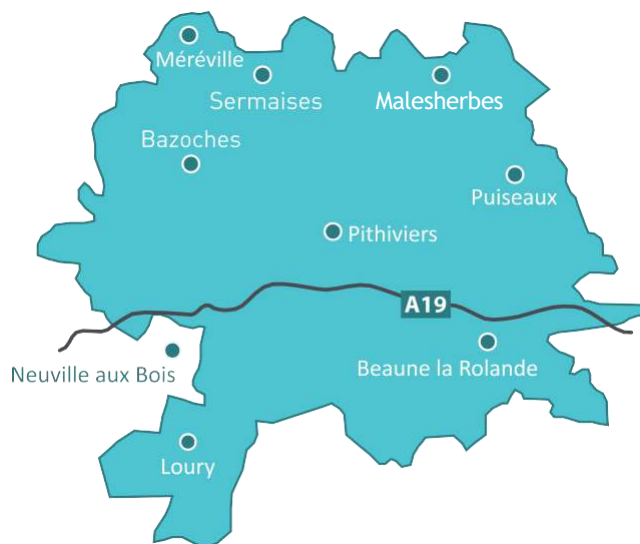 Méréville
Sermaises
Malesherbes
Bazoches
Puiseaux
Pithiviers
A19
Neuville aux Bois
Beaune la Rolande
Loury